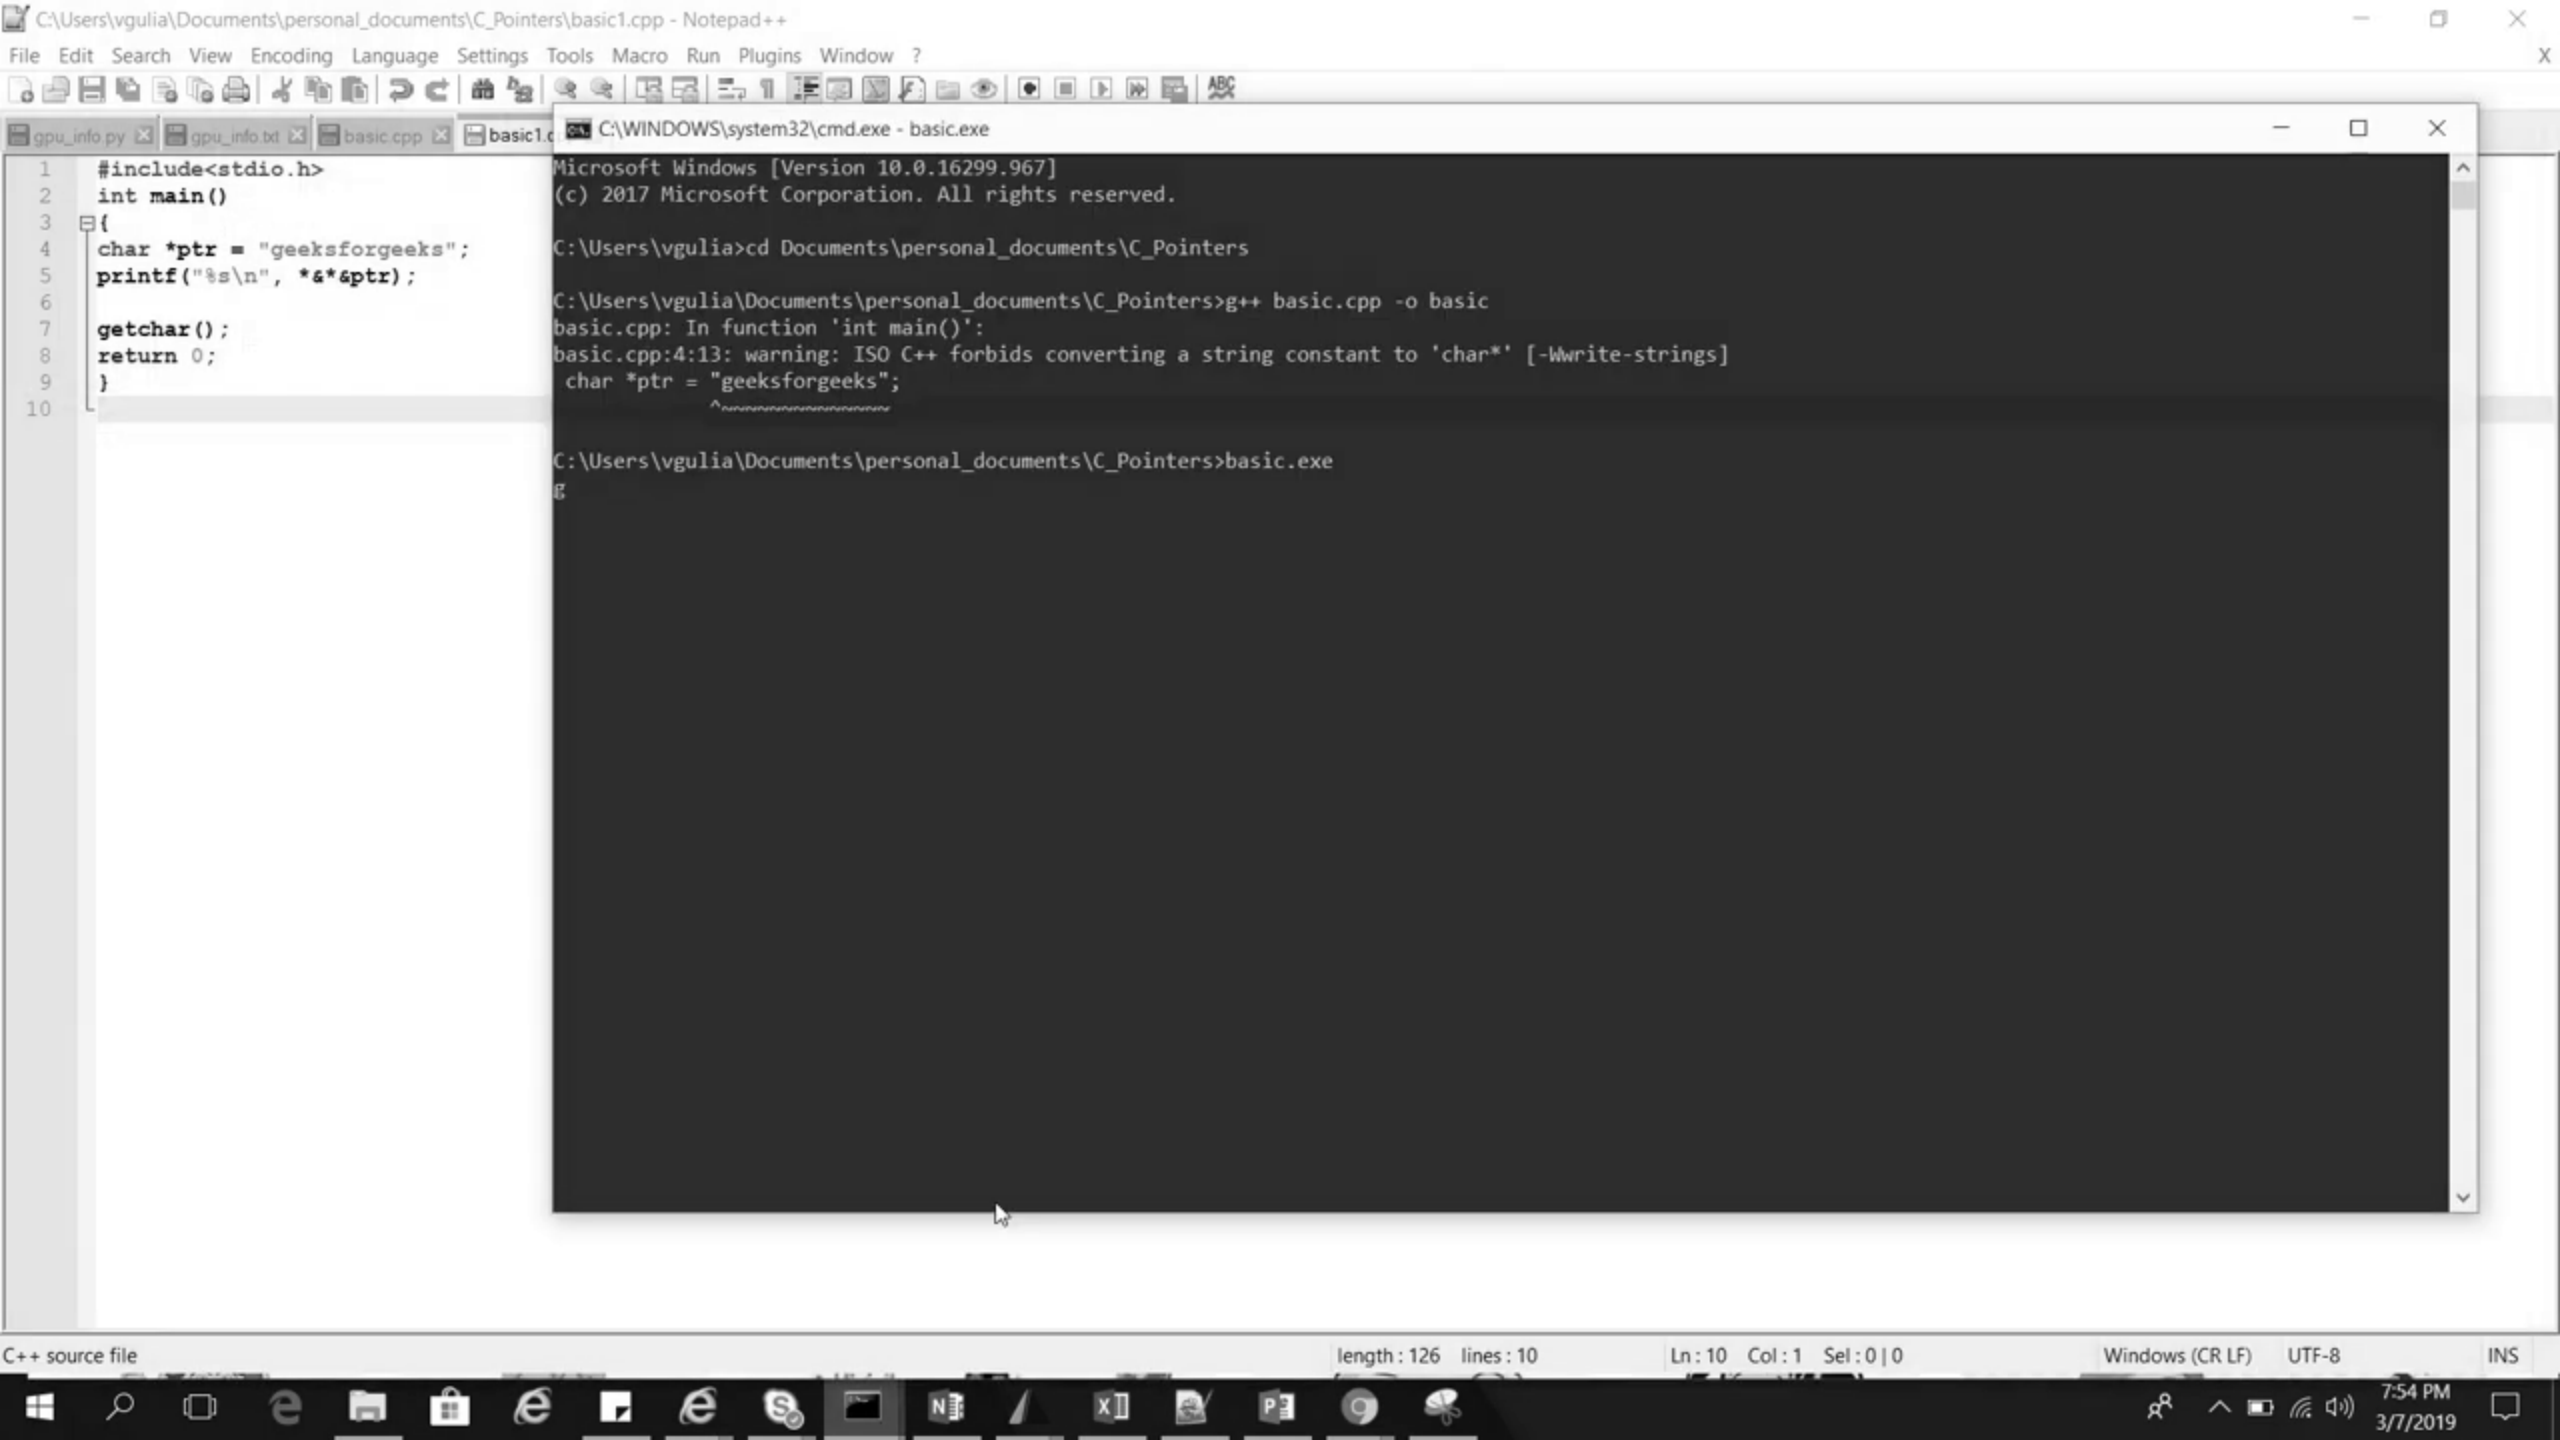 C:\Users\vgulia\Documents\personal_documents\C_Pointers\basic1.cpp - Notepad++
File Edit Search View Encoding Language Settings Tools Macro Run Plugins Window ? X
ABC
gpu_info.py gpu_info.txt basic.cpp basic1.c
1 #include<stdio.h>
2 int main()
3 {
4 char *ptr = "geeksforgeeks";
5 printf("%s\n", *&*&ptr);
6
7 getchar();
8 return 0;
9 }
10
C:\WINDOWS\system32\cmd.exe - basic.exe
Microsoft Windows [Version 10.0.16299.967]
(c) 2017 Microsoft Corporation. All rights reserved.
C:\Users\vgulia>cd Documents\personal_documents\C_Pointers
C:\Users\vgulia\Documents\personal_documents\C_Pointers>g++ basic.cpp -o basic
basic.cpp: In function 'int main()':
basic.cpp:4:13: warning: ISO C++ forbids converting a string constant to 'char*' [-Wwrite-strings]
char *ptr = "geeksforgeeks";
^~~~~~~~~~~~~~~
C:\Users\vgulia\Documents\personal_documents\C_Pointers>basic.exe
g
C++ source file length : 126 lines : 10 Ln : 10 Col : 1 Sel : 0 | 0 Windows (CR LF) UTF-8 INS
7:54 PM
3/7/2019